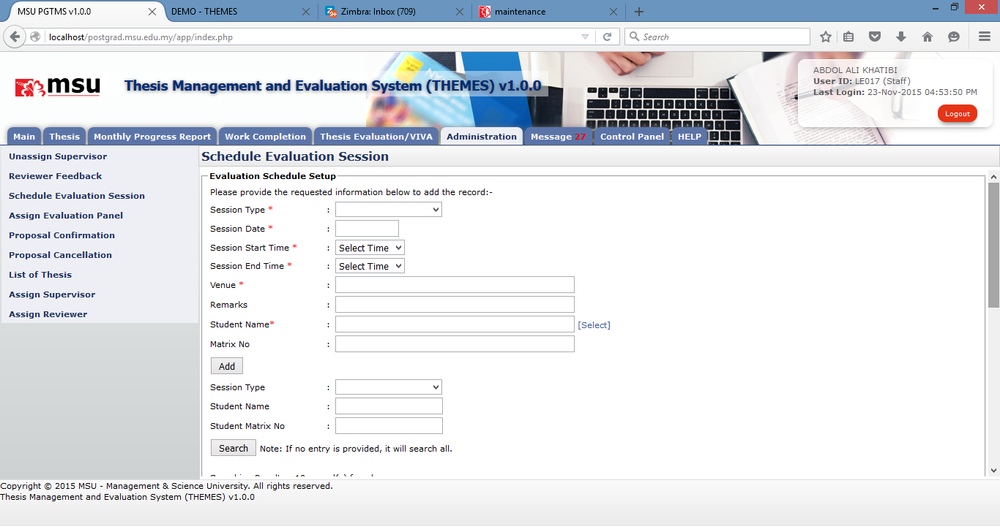 MSU PGTMS v1.0.0
DEMO - THEMES
Zimbra: Inbox (709)
maintenance
localhost/postgrad.msu.edu.my/app/index.php
Search
msu
Thesis Management and Evaluation System (THEMES) v1.0.0
ABDOL ALI KHATIBI
User ID: LE017 (Staff)
Last Login: 23-Nov-2015 04:53:50 PM
Logout
Main
Thesis
Monthly Progress Report
Work Completion
Thesis Evaluation/VIVA
Administration
Message 27
Control Panel
HELP
Unassign Supervisor
Reviewer Feedback
Schedule Evaluation Session
Assign Evaluation Panel
Proposal Confirmation
Proposal Cancellation
List of Thesis
Assign Supervisor
Assign Reviewer
Schedule Evaluation Session
Evaluation Schedule Setup
Please provide the requested information below to add the record:-
Session Type * :
Session Date * :
Session Start Time * : Select Time
Session End Time * : Select Time
Venue * :
Remarks :
Student Name* : [Select]
Matrix No :
Add
Session Type :
Student Name :
Student Matrix No :
Search Note: If no entry is provided, it will search all.
Copyright © 2015 MSU - Management & Science University. All rights reserved.
Thesis Management and Evaluation System (THEMES) v1.0.0